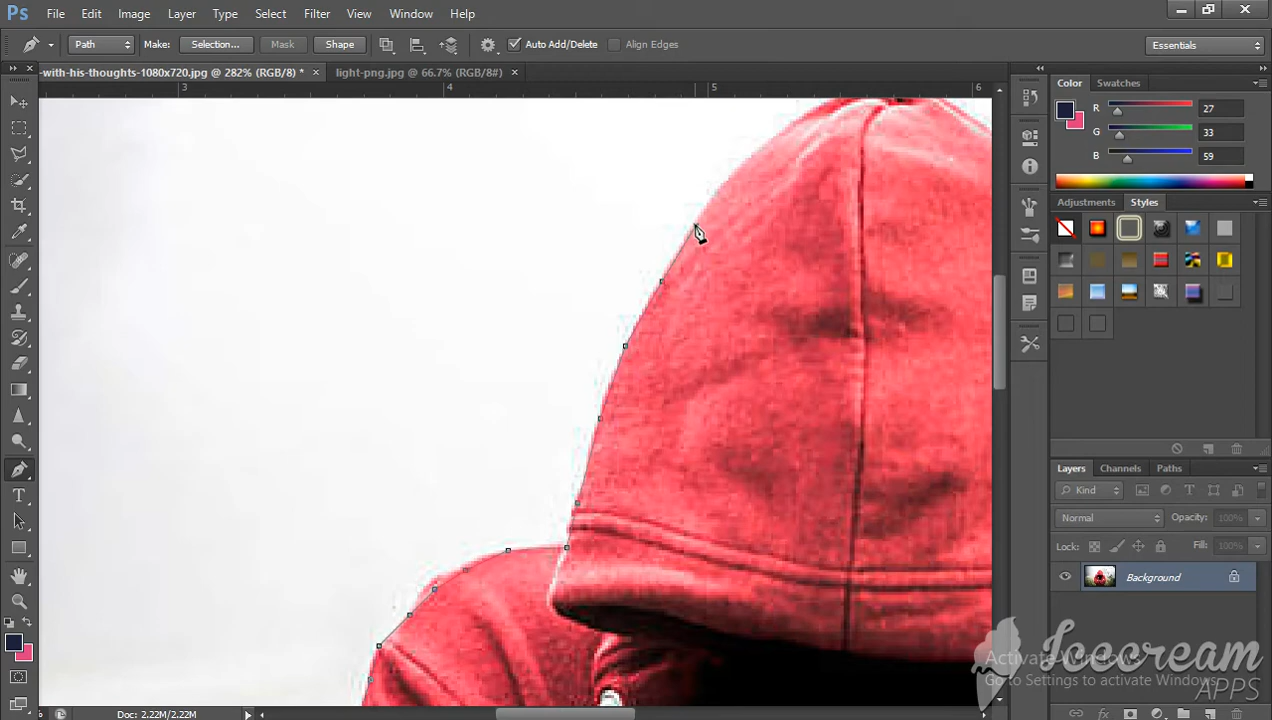 Ps File Edit Image Layer Type Select Filter View Window Help
Path Make: Selection... Mask Shape Auto Add/Delete Align Edges Essentials
-with-his-thoughts-1080x720.jpg @ 282% (RGB/8) * × light-png.jpg @ 66.7% (RGB/8#) ×
3 4 5 6
Color Swatches
R 27
G 33
B 59
Adjustments Styles
Layers Channels Paths
Kind
Normal Opacity: 100%
Lock: Fill: 100%
Background
T
Icecream
APPS
Activate Windows
Go to Settings to activate Windows.
Doc: 2.22M/2.22M
fx